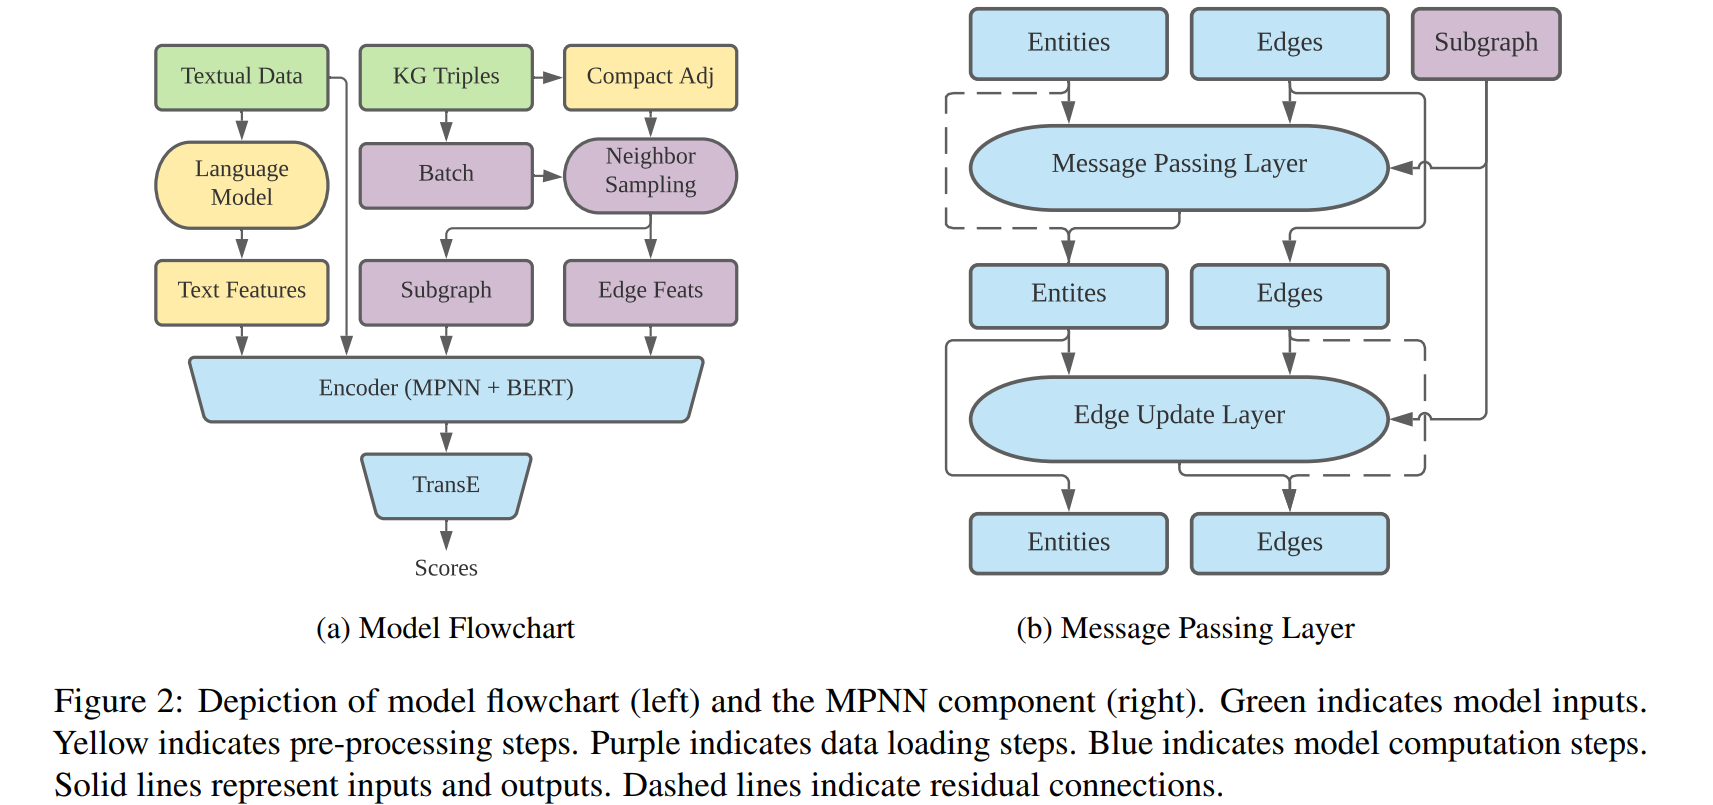 Textual Data
KG Triples
Compact Adj
Language
Model
Batch
Neighbor
Sampling
Text Features
Subgraph
Edge Feats
Encoder (MPNN + BERT)
TransE
Scores
(a) Model Flowchart
Entities
Edges
Subgraph
Message Passing Layer
Entites
Edges
Edge Update Layer
Entities
Edges
(b) Message Passing Layer
Figure 2: Depiction of model flowchart (left) and the MPNN component (right). Green indicates model inputs.
Yellow indicates pre-processing steps. Purple indicates data loading steps. Blue indicates model computation steps.
Solid lines represent inputs and outputs. Dashed lines indicate residual connections.